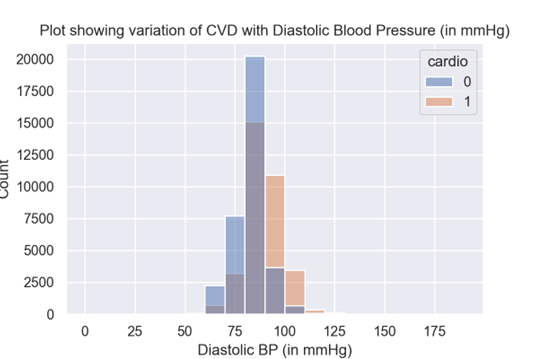 Plot showing variation of CVD with Diastolic Blood Pressure (in mmHg)
cardio
0
1
20000
17500
15000
12500
10000
7500
5000
2500
0
Count
0 25 50 75 100 125 150 175
Diastolic BP (in mmHg)